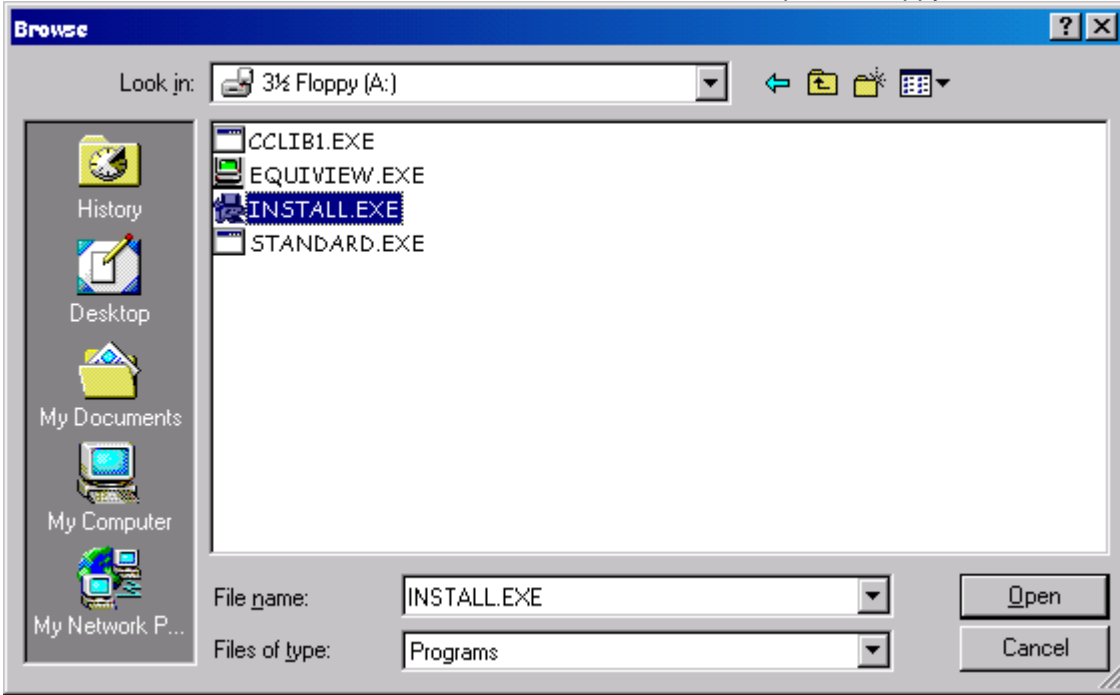 Browse
Look in: 3½ Floppy (A:)
History
Desktop
My Documents
My Computer
My Network P...
CCLIB1.EXE
EQUIVIEW.EXE
INSTALL.EXE
STANDARD.EXE
File name: INSTALL.EXE Open
Files of type: Programs Cancel